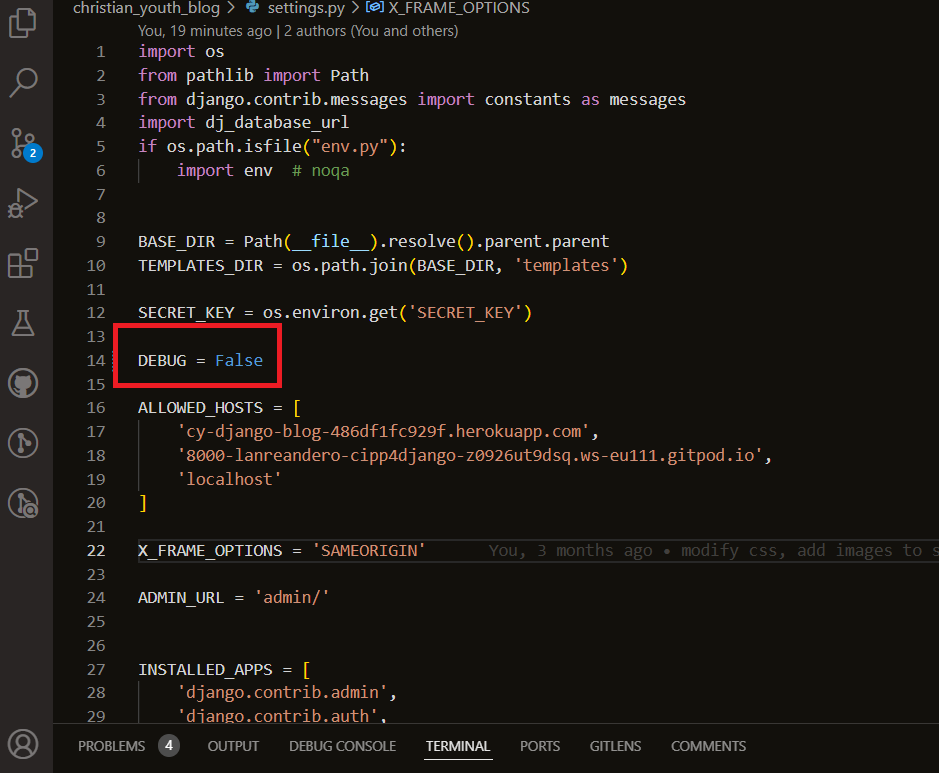 christian_youth_blog > settings.py > X_FRAME_OPTIONS
You, 19 minutes ago | 2 authors (You and others)
1 import os
2 from pathlib import Path
3 from django.contrib.messages import constants as messages
4 import dj_database_url
5 if os.path.isfile("env.py"):
6     import env  # noqa
7
8
9 BASE_DIR = Path(__file__).resolve().parent.parent
10 TEMPLATES_DIR = os.path.join(BASE_DIR, 'templates')
11
12 SECRET_KEY = os.environ.get('SECRET_KEY')
13
14 DEBUG = False
15
16 ALLOWED_HOSTS = [
17     'cy-django-blog-486df1fc929f.herokuapp.com',
18     '8000-lanreandero-cipp4django-z0926ut9dsq.ws-eu111.gitpod.io',
19     'localhost'
20 ]
21
22 X_FRAME_OPTIONS = 'SAMEORIGIN' You, 3 months ago • modify css, add images to s
23
24 ADMIN_URL = 'admin/'
25
26
27 INSTALLED_APPS = [
28     'django.contrib.admin',
29     'django.contrib.auth',
2
PROBLEMS 4 OUTPUT DEBUG CONSOLE TERMINAL PORTS GITLENS COMMENTS